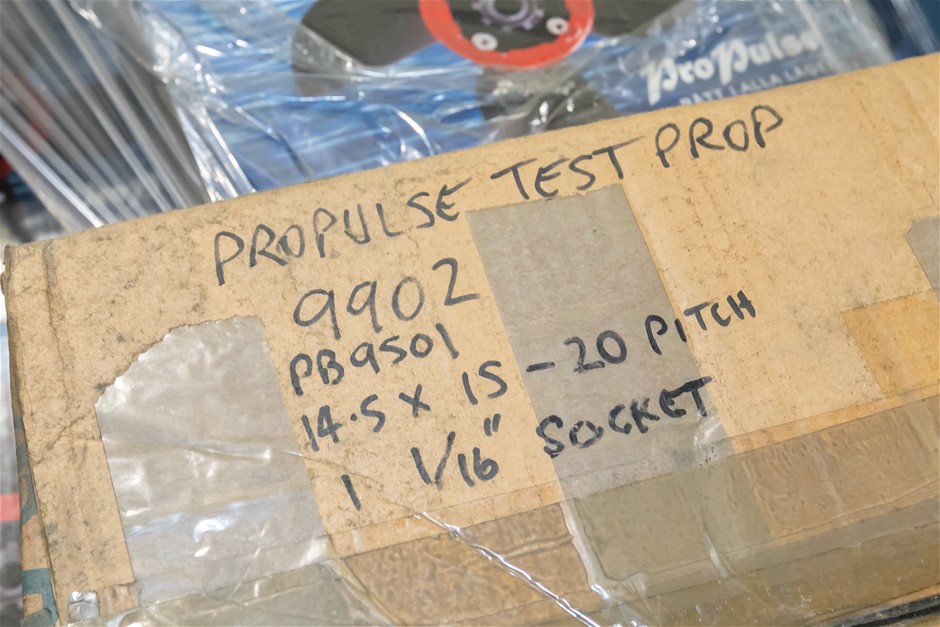 ProPulse
PROPULSE TEST PROP
9902
PB9501
14.5 x 15 - 20 PITCH
1 1/16" SOCKET